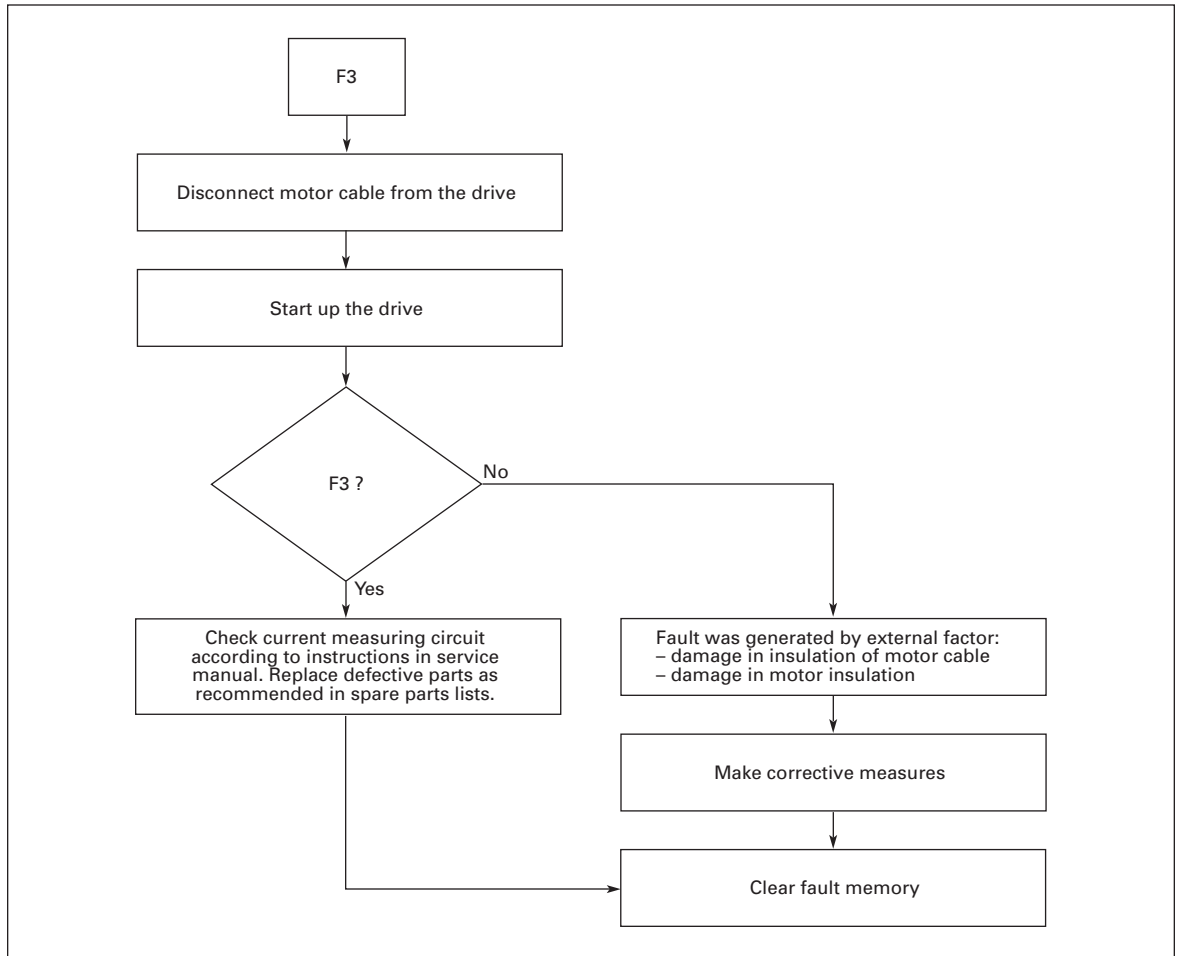 F3
Disconnect motor cable from the drive
Start up the drive
F3 ?
No
Yes
Check current measuring circuit
according to instructions in service
manual. Replace defective parts as
recommended in spare parts lists.
Fault was generated by external factor:
– damage in insulation of motor cable
– damage in motor insulation
Make corrective measures
Clear fault memory